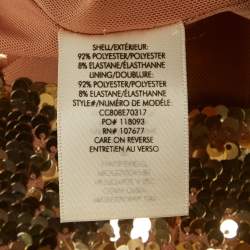 SHELL/EXTÉRIEUR:
92% POLYESTER/POLYESTER
8% ELASTANE/ÉLASTHANNE
LINING/DOUBLURE:
92% POLYESTER/POLYESTER
8% ELASTANE/ÉLASTHANNE
STYLE#/NUMÉRO DE MODÈLE:
CC80BE70317
PO# 118093
RN# 107677
CARE ON REVERSE
ENTRETIEN AU VERSO